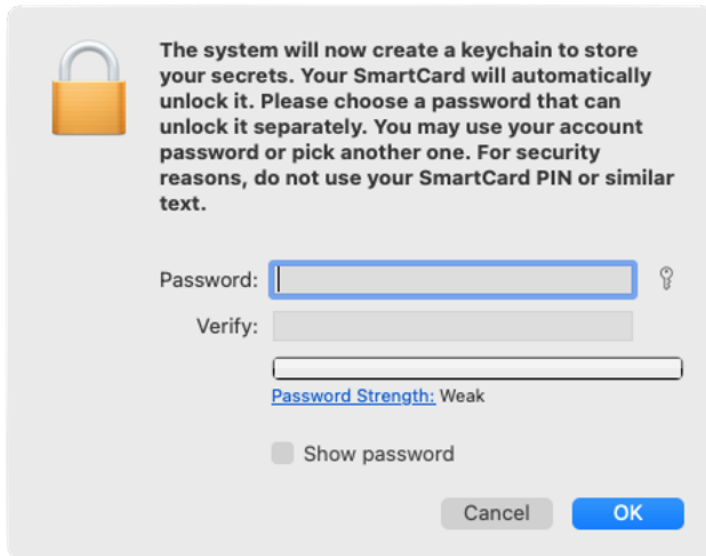 The system will now create a keychain to store
your secrets. Your SmartCard will automatically
unlock it. Please choose a password that can
unlock it separately. You may use your account
password or pick another one. For security
reasons, do not use your SmartCard PIN or similar
text.
Password:
Verify:
Password Strength: Weak
Show password
Cancel OK